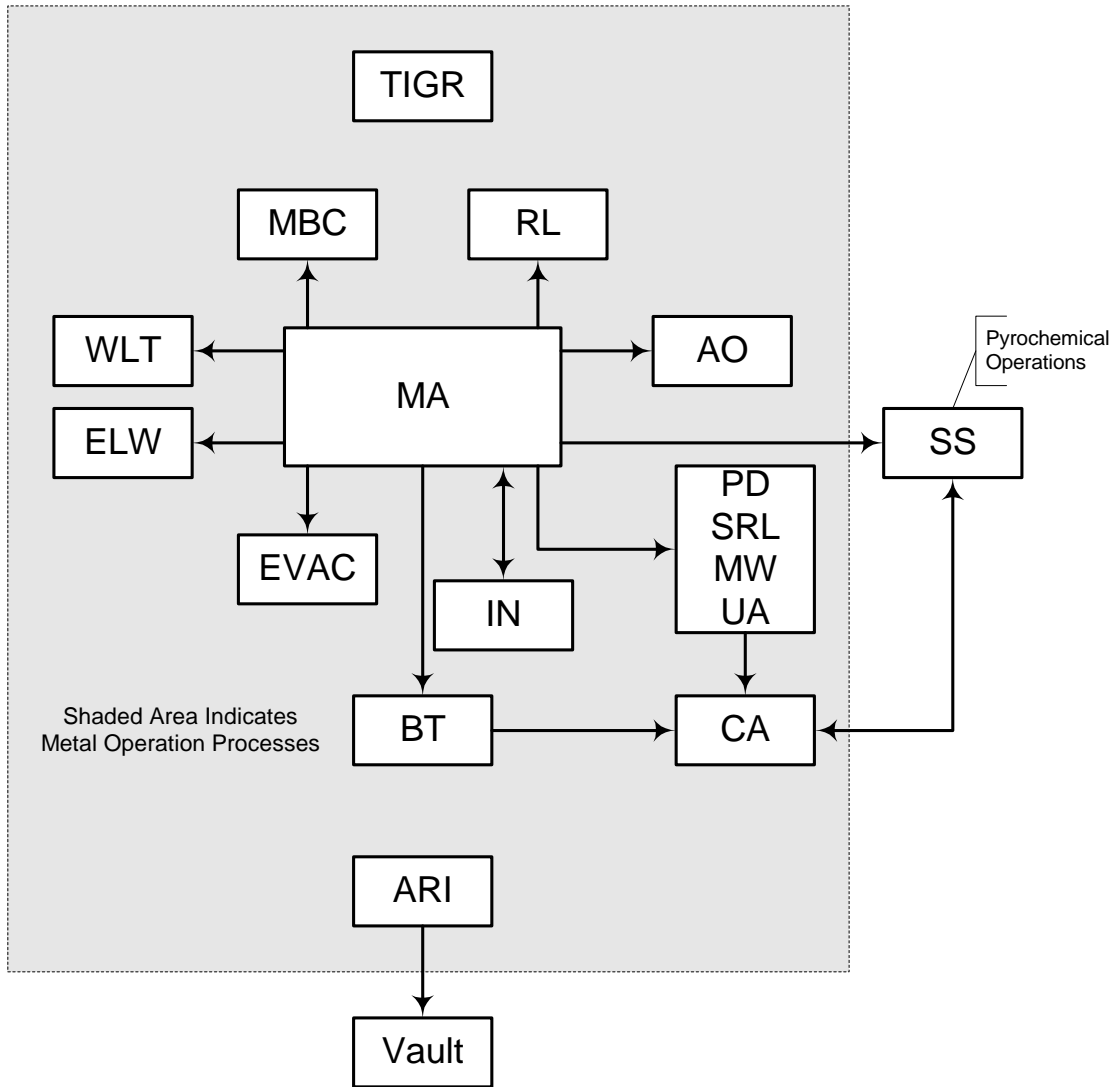 TIGR
MBC
RL
WLT
AO
Pyrochemical
Operations
MA
ELW
SS
PD
SRL
MW
UA
EVAC
IN
Shaded Area Indicates
Metal Operation Processes
BT
CA
ARI
Vault